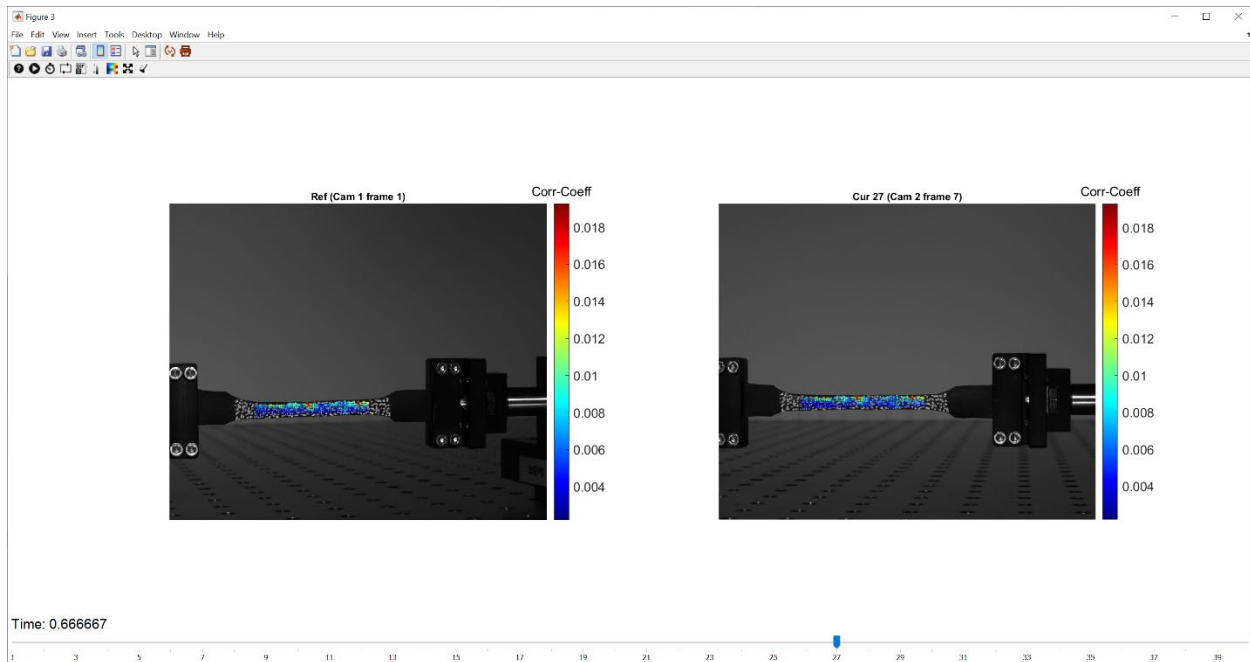 Figure 3
File Edit View Insert Tools Desktop Window Help
Ref (Cam 1 frame 1)
Corr-Coeff
0.018
0.016
0.014
0.012
0.01
0.008
0.006
0.004
Cur 27 (Cam 2 frame 7)
Corr-Coeff
0.018
0.016
0.014
0.012
0.01
0.008
0.006
0.004
Time: 0.666667
1 3 5 7 9 11 13 15 17 19 21 23 25 27 29 31 33 35 37 39